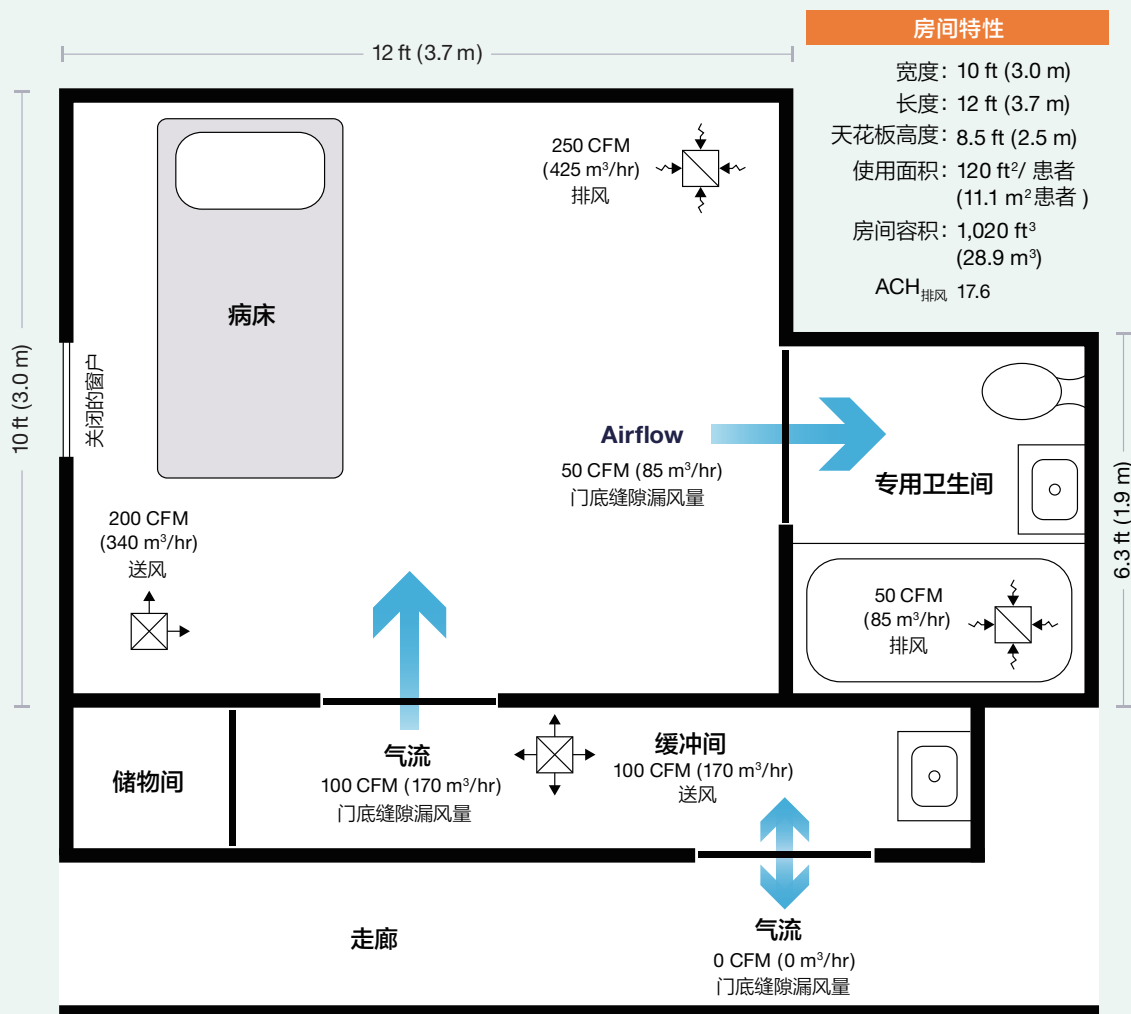 12 ft (3.7 m)
房间特性
宽度：10 ft (3.0 m)
长度：12 ft (3.7 m)
天花板高度：8.5 ft (2.5 m)
使用面积：120 ft²/ 患者
(11.1 m²患者 )
房间容积：1,020 ft³
(28.9 m³)
ACH排风 17.6
250 CFM
(425 m³/hr)
排风
病床
10 ft (3.0 m)
关闭的窗户
Airflow
50 CFM (85 m³/hr)
门底缝隙漏风量
专用卫生间
6.3 ft (1.9 m)
200 CFM
(340 m³/hr)
送风
50 CFM
(85 m³/hr)
排风
储物间
气流
100 CFM (170 m³/hr)
门底缝隙漏风量
缓冲间
100 CFM (170 m³/hr)
送风
走廊
气流
0 CFM (0 m³/hr)
门底缝隙漏风量